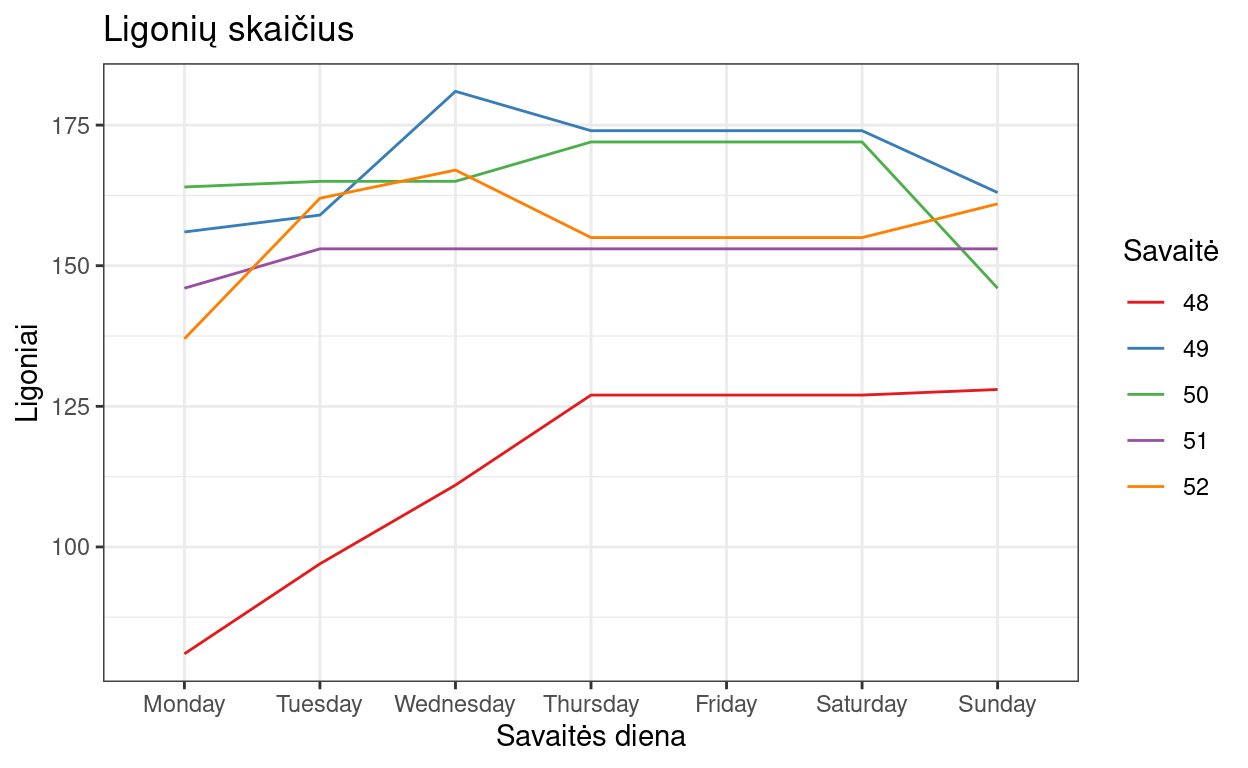 Ligonių skaičius
175
150
125
100
Ligoniai
Monday Tuesday Wednesday Thursday Friday Saturday Sunday
Savaitės diena
Savaitė
48
49
50
51
52